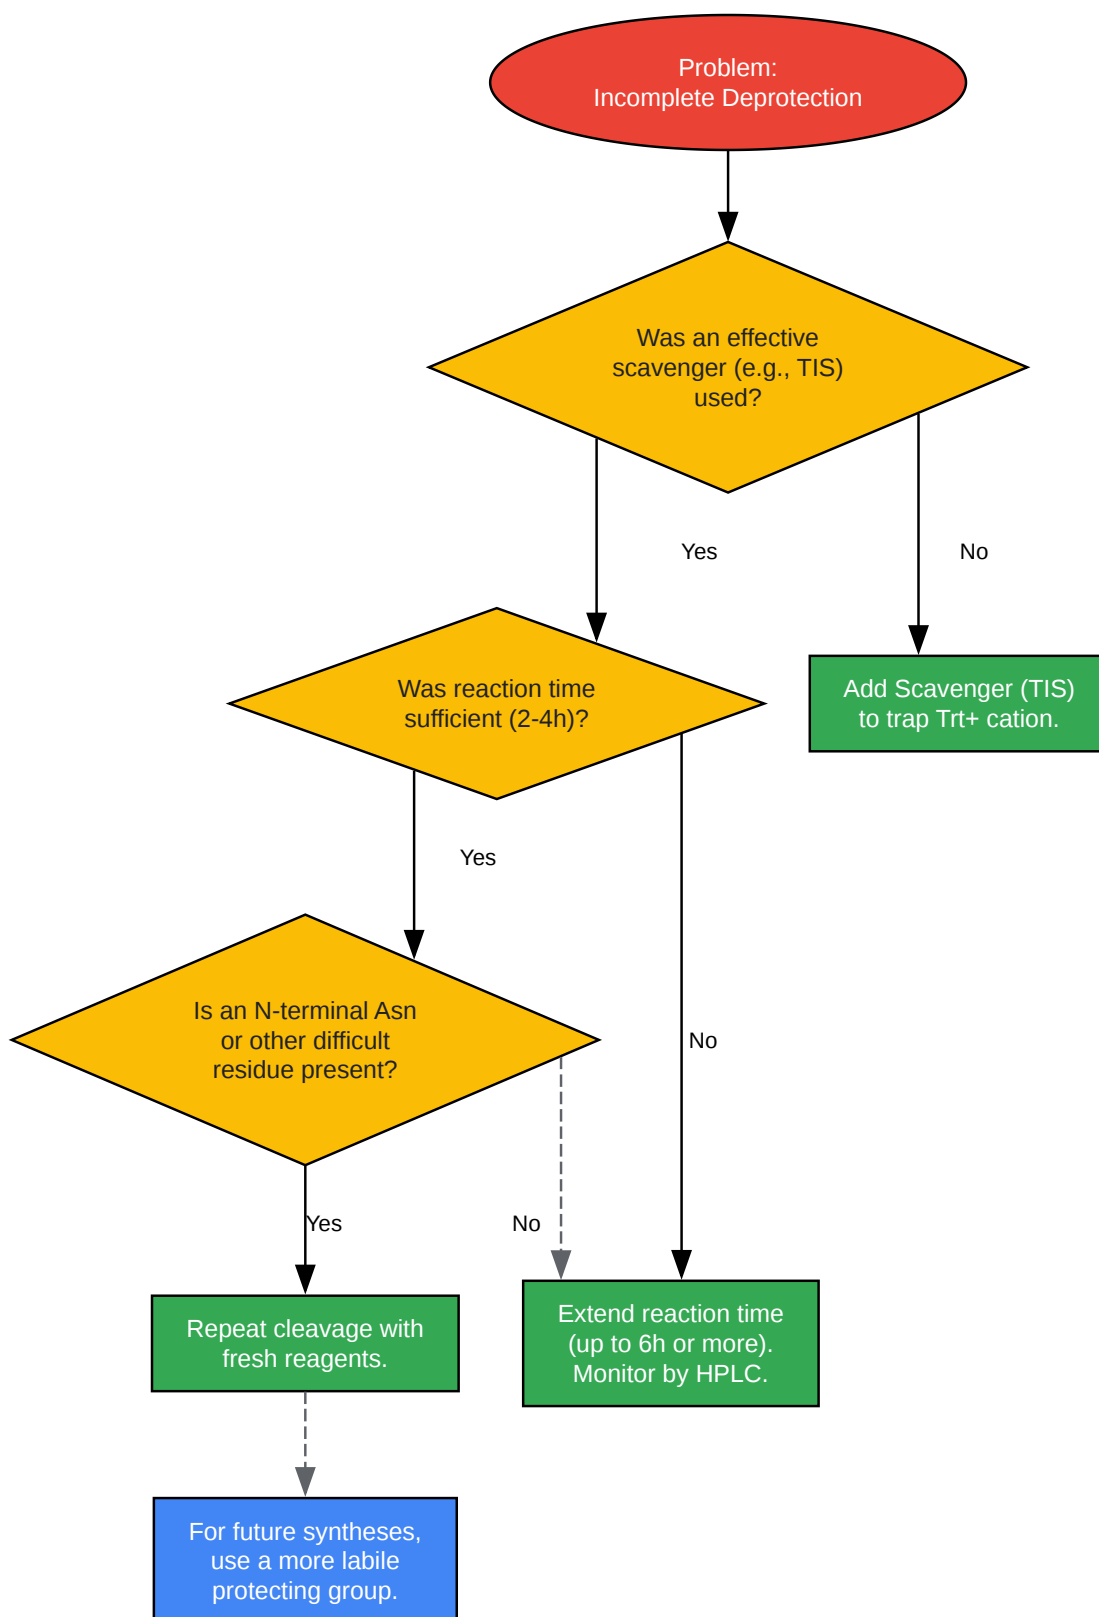 Problem:
Incomplete Deprotection
Was an effective
scavenger (e.g., TIS)
used?
Yes
No
Was reaction time
sufficient (2-4h)?
Add Scavenger (TIS)
to trap Trt+ cation.
Yes
No
Is an N-terminal Asn
or other difficult
residue present?
Yes
No
Repeat cleavage with
fresh reagents.
Extend reaction time
(up to 6h or more).
Monitor by HPLC.
For future syntheses,
use a more labile
protecting group.